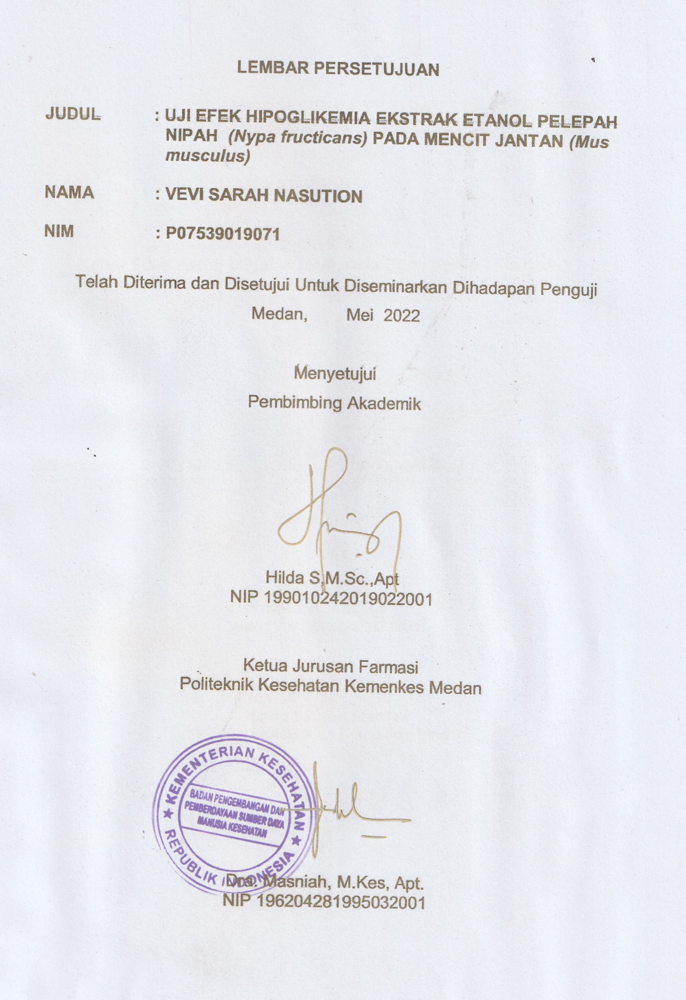 LEMBAR PERSETUJUAN
JUDUL : UJI EFEK HIPOGLIKEMIA EKSTRAK ETANOL PELEPAH
NIPAH (Nypa fructicans) PADA MENCIT JANTAN (Mus
musculus)
NAMA : VEVI SARAH NASUTION
NIM : P07539019071
Telah Diterima dan Disetujui Untuk Diseminarkan Dihadapan Penguji
Medan, Mei 2022
Menyetujui
Pembimbing Akademik
Hilda S,M.Sc.,Apt
NIP 199010242019022001
Ketua Jurusan Farmasi
Politeknik Kesehatan Kemenkes Medan
KEMENTERIAN KESEHATAN
BADAN PENGEMBANGAN DAN
PEMBERDAYAAN SUMBER DAYA
MANUSIA KESEHATAN
REPUBLIK INDONESIA
Dra. Masniah, M.Kes, Apt.
NIP 196204281995032001